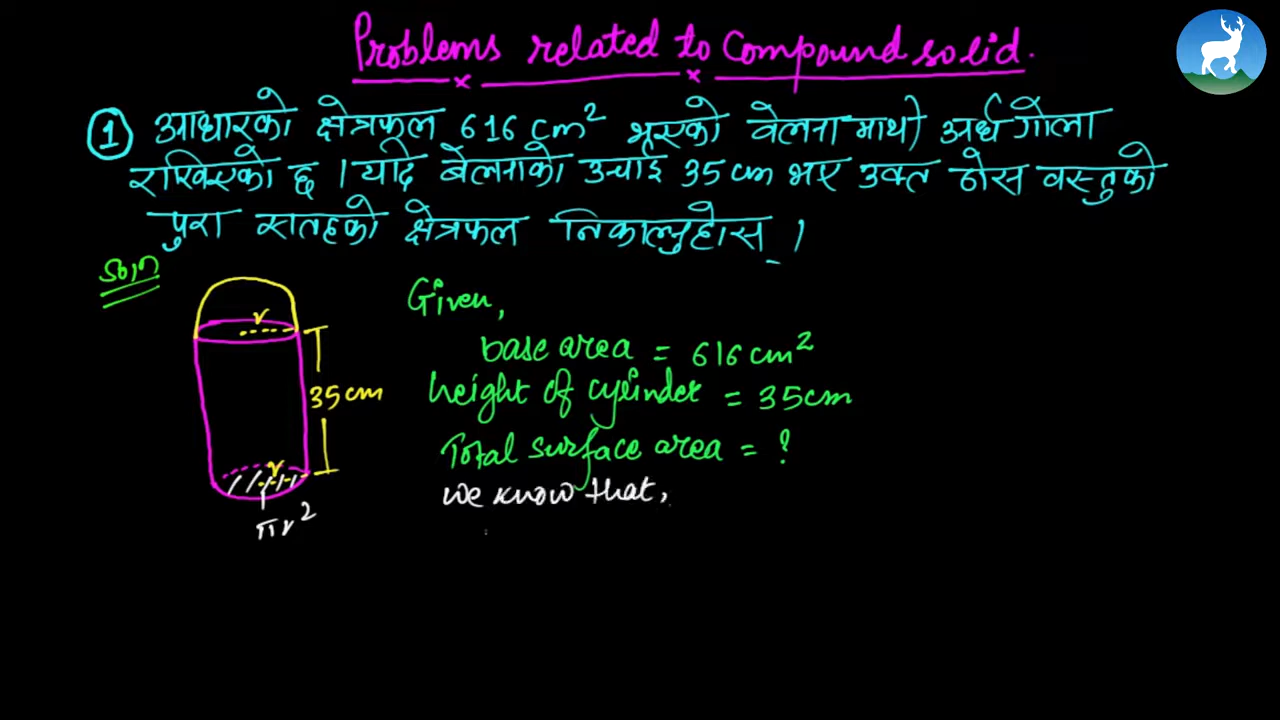 Problems related to Compound solid.
① आधारको क्षेत्रफल 616 cm² भएको वेलना माथी अर्ध गोला
राखिएको छ । यदि बेलनाको उचाई 35 cm भए उक्त ठोस वस्तुको
पुरा सतहको क्षेत्रफल निकाल्नुहोस् ।
Soln
Given,
base area = 616 cm²
height of cylinder = 35cm
Total surface area = ?
we know that,
r
35 cm
r
πr²